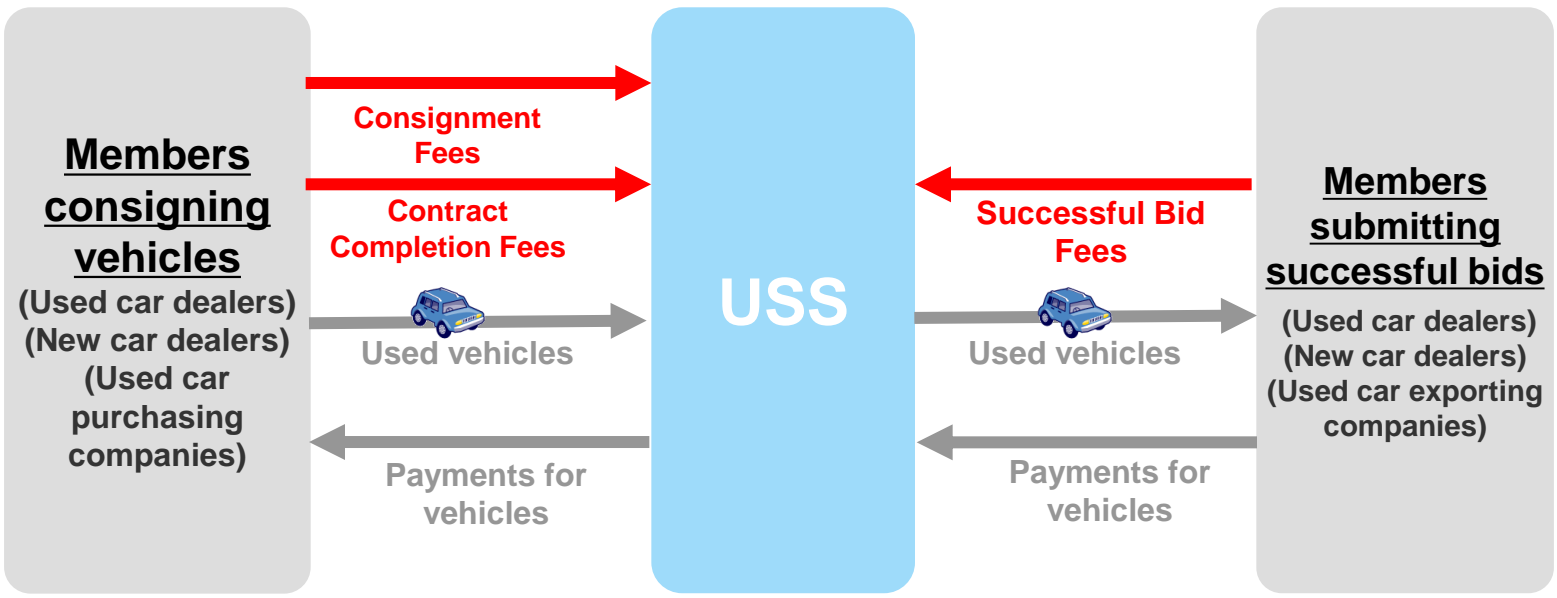 Members
consigning
vehicles
(Used car dealers)
(New car dealers)
(Used car
purchasing
companies)
Consignment
Fees
Contract
Completion Fees
Used vehicles
Payments for
vehicles
USS
Successful Bid
Fees
Used vehicles
Payments for
vehicles
Members
submitting
successful bids
(Used car dealers)
(New car dealers)
(Used car exporting
companies)